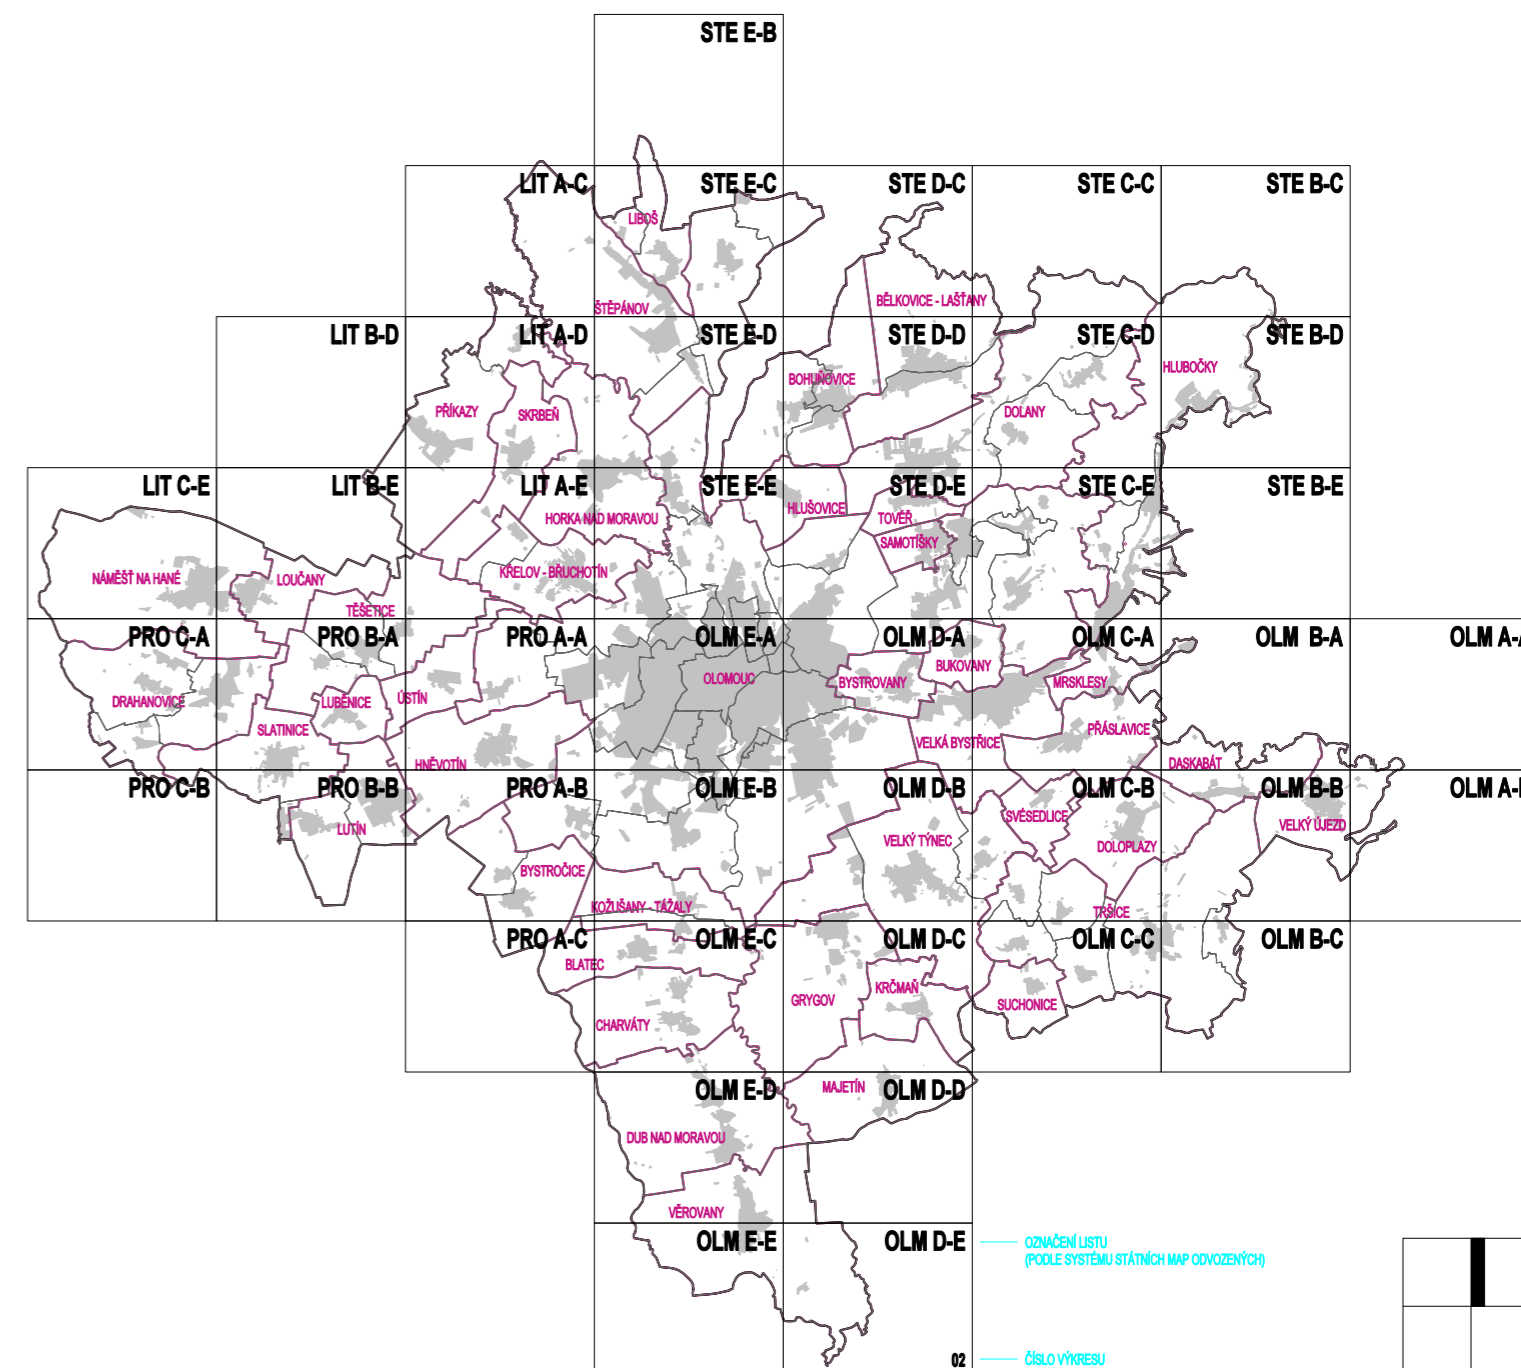 STE E-B
LIT A-C
STE E-C
STE D-C
STE C-C
STE B-C
LIBOŠ
ŠTĚPÁNOV
BĚLKOVICE - LAŠŤANY
LIT B-D
LIT A-D
STE E-D
STE D-D
STE C-D
STE B-D
BOHUŇOVICE
HLUBOČKY
PŘÍKAZY
SKRBEŇ
DOLANY
LIT C-E
LIT B-E
LIT A-E
STE E-E
STE D-E
STE C-E
STE B-E
HLUŠOVICE
HORKA NAD MORAVOU
TOVĚŘ
SAMOTÍŠKY
NÁMĚŠŤ NA HANÉ
LOUČANY
KŘELOV - BŘUCHOTÍN
TĚŠETICE
PRO C-A
PRO B-A
PRO A-A
OLM E-A
OLM D-A
OLM C-A
OLM B-A
OLM A-A
BUKOVANY
OLOMOUC
BYSTROVANY
MRSKLESY
DRAHANOVICE
LUBĚNICE
ÚSTÍN
SLATINICE
PŘÁSLAVICE
VELKÁ BYSTŘICE
HNĚVOTÍN
DASKABÁT
PRO C-B
PRO B-B
PRO A-B
OLM E-B
OLM D-B
OLM C-B
OLM B-B
SVÉSEDLICE
LUTÍN
VELKÝ ÚJEZD
VELKÝ TÝNEC
DOLOPLAZY
BYSTROČICE
KOŽUŠANY - TÁŽALY
TRŠICE
PRO A-C
OLM E-C
OLM D-C
OLM C-C
OLM B-C
BLATEC
KRČMAŇ
GRYGOV
SUCHONICE
CHARVÁTY
OLM E-D
OLM D-D
MAJETÍN
DUB NAD MORAVOU
VĚROVANY
OLM E-E
OLM D-E
OZNAČENÍ LISTU
(PODLE SYSTÉMU STÁTNÍCH MAP ODVOZENÝCH)
02
ČÍSLO VÝKRESU